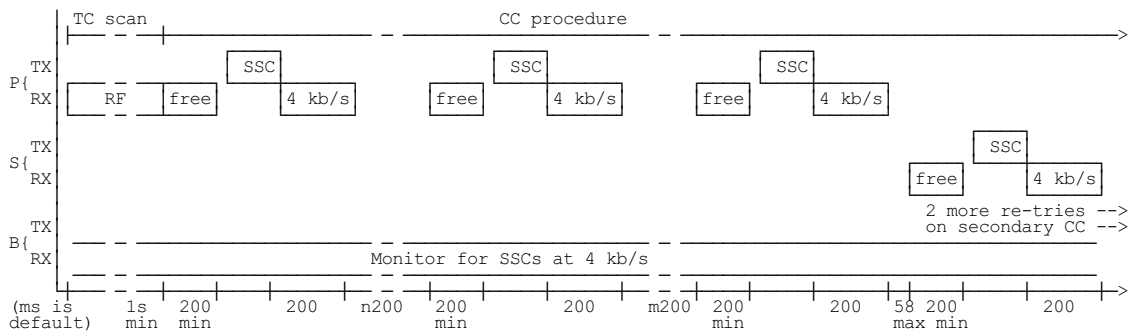 TC scan CC procedure
TX SSC SSC SSC
P{
RX RF free 4 kb/s free 4 kb/s free 4 kb/s
TX SSC
S{
RX free 4 kb/s
2 more re-tries -->
TX on secondary CC -->
B{
RX Monitor for SSCs at 4 kb/s
(ms is 1s 200 200 n200 200 200 m200 200 200 58 200 200
default) min min min min max min